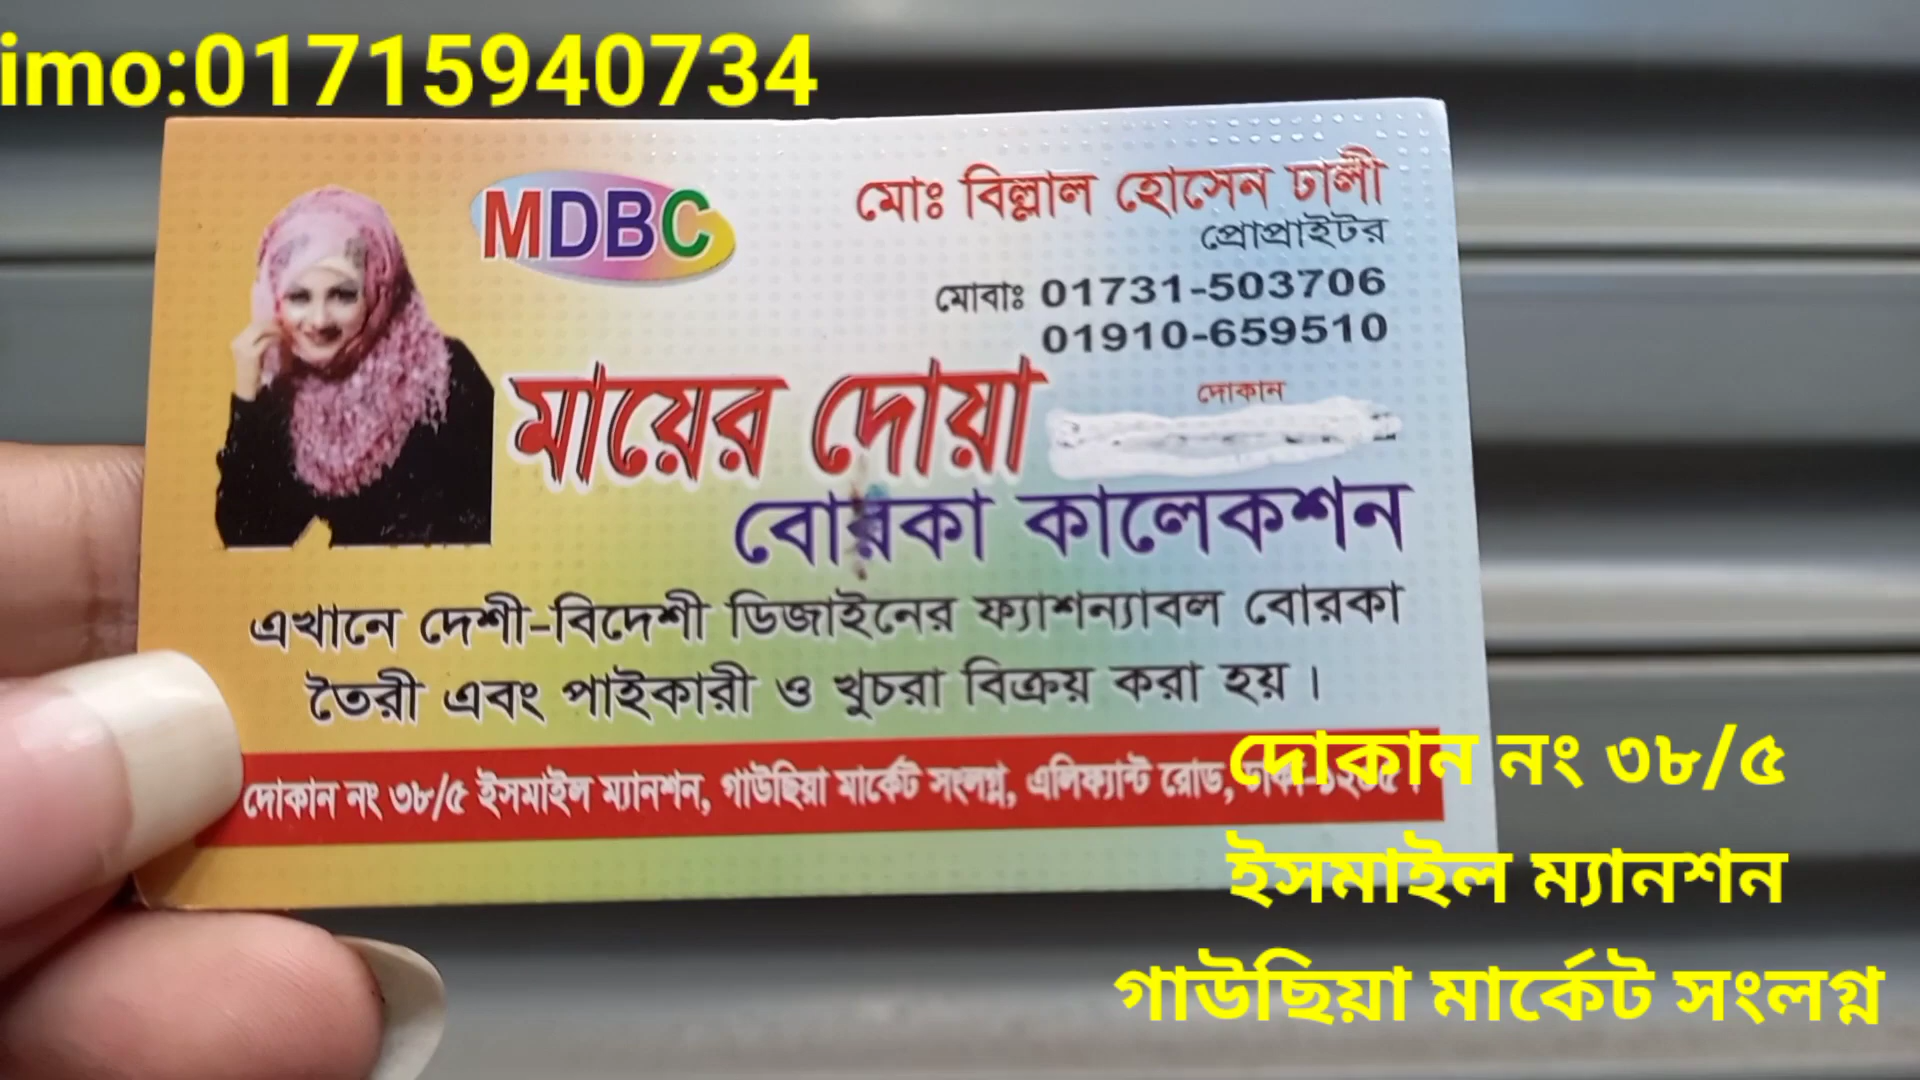 imo:01715940734
MDBC
মোঃ বিল্লাল হোসেন ঢালী
প্রোপ্রাইটর
মোবাঃ 01731-503706
01910-659510
মায়ের দোয়া
দোকান
বোরকা কালেকশন
এখানে দেশী-বিদেশী ডিজাইনের ফ্যাশন্যাবল বোরকা
তৈরী এবং পাইকারী ও খুচরা বিক্রয় করা হয়।
দোকান নং ৩৮/৫ ইসমাইল ম্যানশন, গাউছিয়া মার্কেট সংলগ্ন, এলিফ্যান্ট রোড,
দোকান নং ৩৮/৫
ইসমাইল ম্যানশন
গাউছিয়া মার্কেট সংলগ্ন